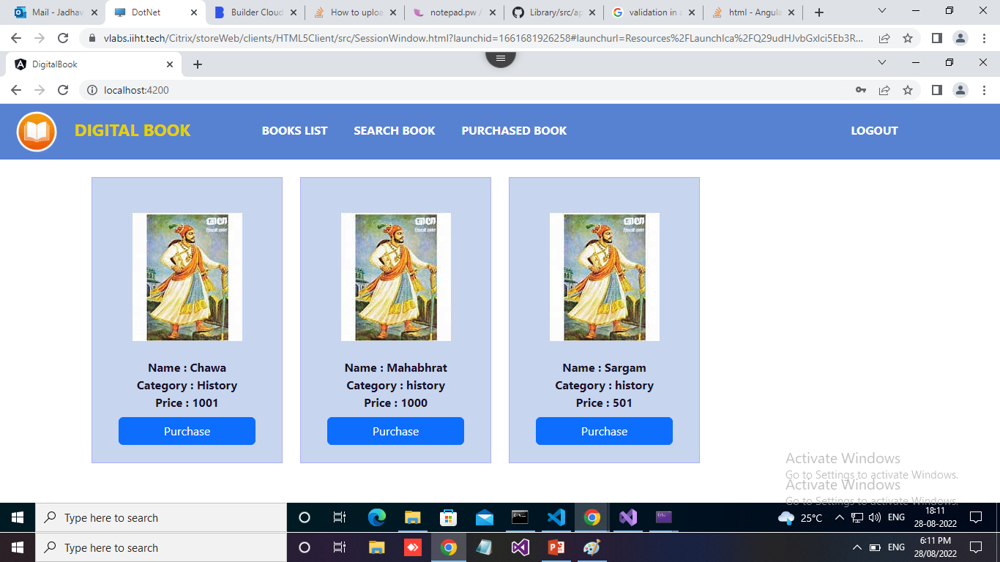 Mail - Jadhav
DotNet
Builder Cloud
How to uploa
notepad.pw /
Library/src/ap
validation in a
html - Angula
vlabs.iiht.tech/Citrix/storeWeb/clients/HTML5Client/src/SessionWindow.html?launchid=1661681926258#launchurl=Resources%2FLaunchIca%2FQ29udHJvbGxlci5Eb3R...
DigitalBook
localhost:4200
DIGITAL BOOK
BOOKS LIST
SEARCH BOOK
PURCHASED BOOK
LOGOUT
Name : Chawa
Category : History
Price : 1001
Purchase
Name : Mahabhrat
Category : history
Price : 1000
Purchase
Name : Sargam
Category : history
Price : 501
Purchase
Activate Windows
Go to Settings to activate Windows.
Activate Windows
Go to Settings to activate Windows.
Type here to search
25°C
ENG
18:11
28-08-2022
Type here to search
ENG
6:11 PM
28/08/2022